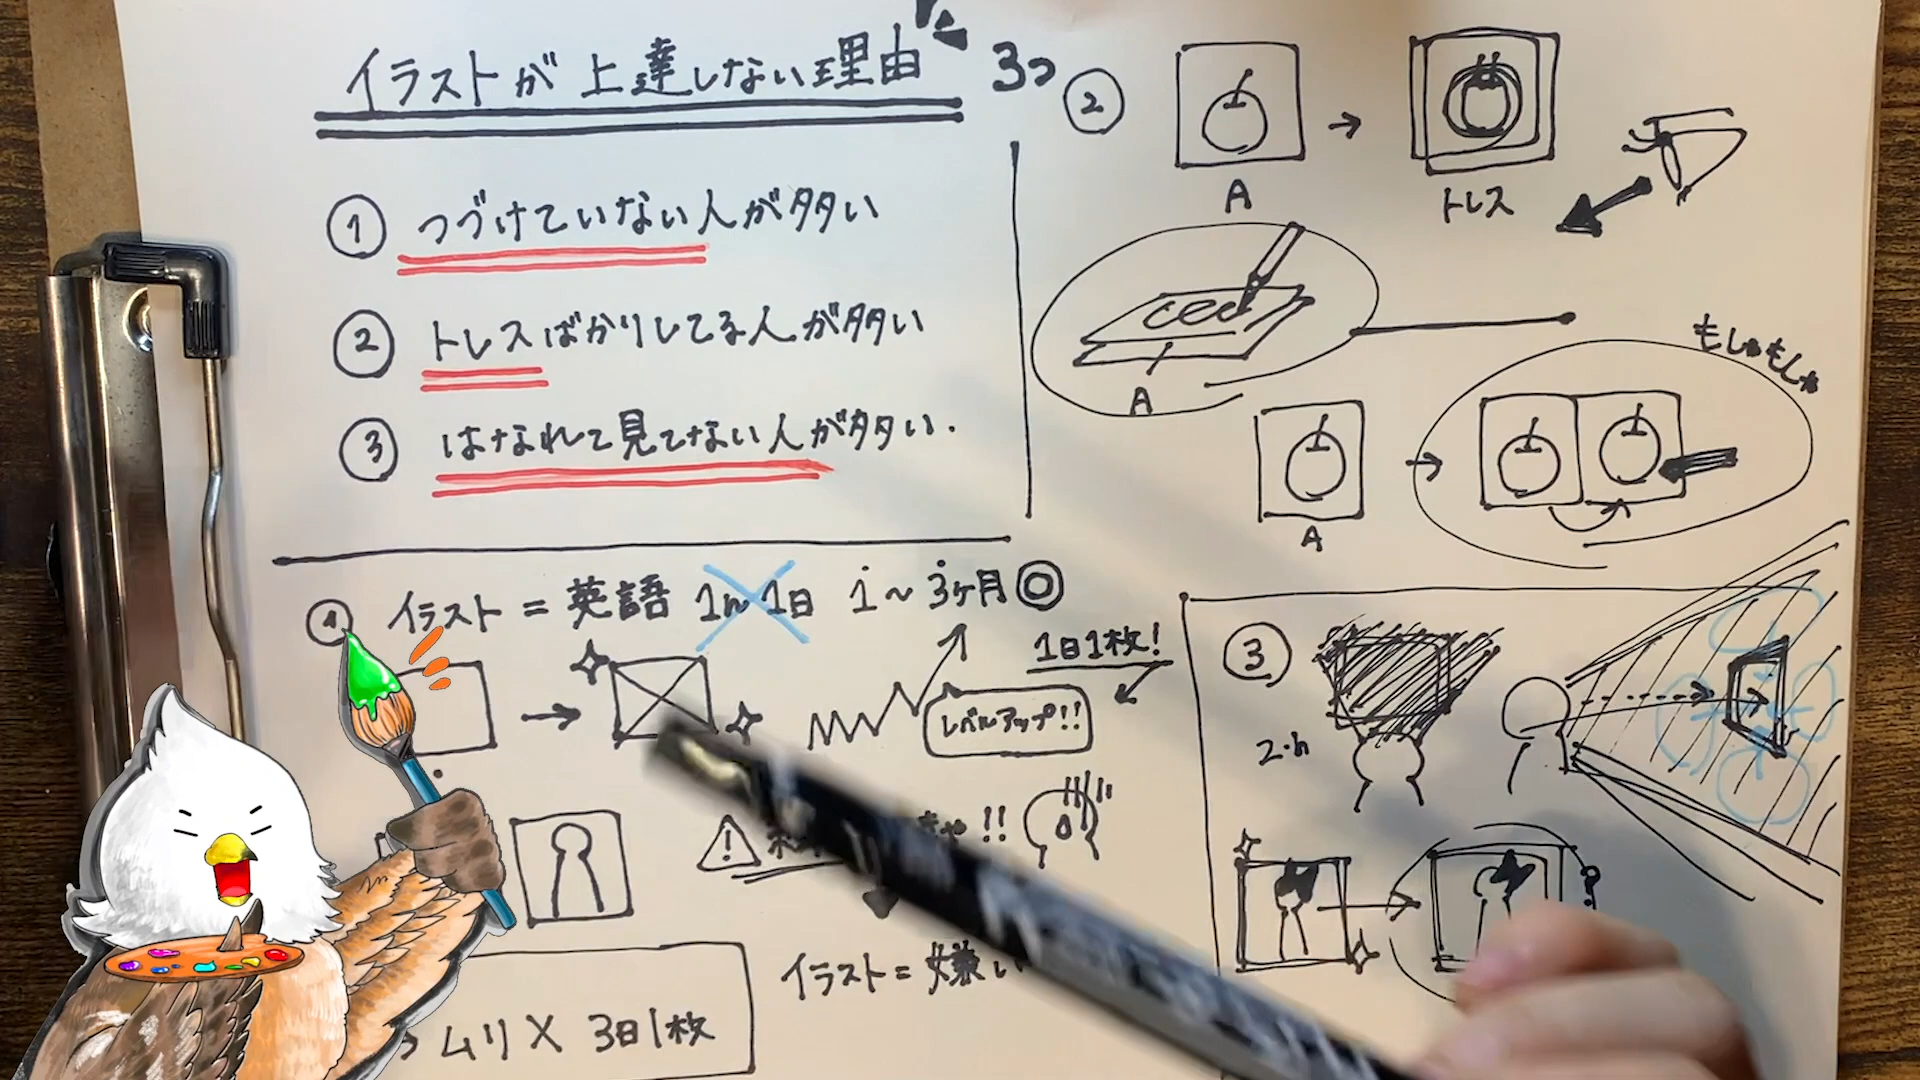 イラストが上達しない理由 3つ
① つづけていない人が多い
② トレスばかりしてる人が多い
③ はなれて見てない人が多い.
① イラスト = 英語 1h 1日 1～3ヶ月 ◎
1日1枚!
レベルアップ!!
!!
イラスト = 嫌い
ムリ X 3日1枚
②
A
トレス
A
もしゃもしゃ
A
③
2.h